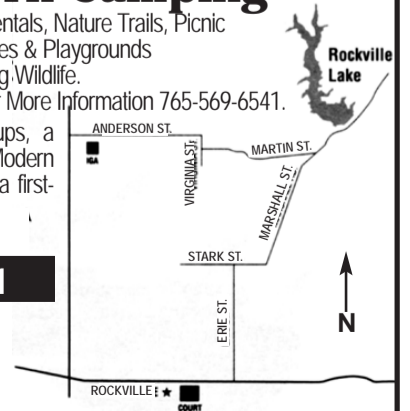 Camping
entals, Nature Trails, Picnic
es & Playgrounds
g Wildlife.
r More Information 765-569-6541.
ups, a
Modern
a first-
Rockville
Lake
ANDERSON ST.
IGA
VIRGINIA ST.
MARTIN ST.
MARSHALL ST.
STARK ST.
ERIE ST.
N
ROCKVILLE
COURT